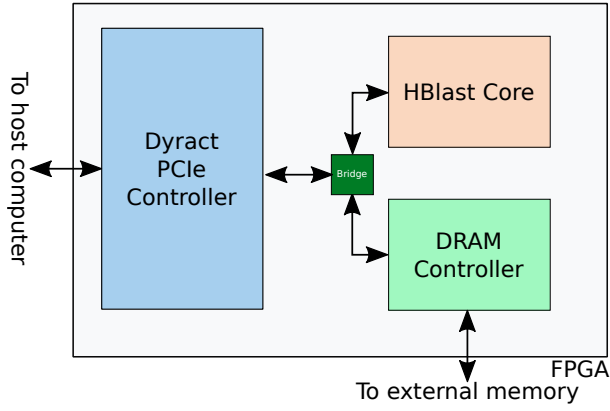 To host computer
Dyract
PCIe
Controller
Bridge
HBlast Core
DRAM
Controller
FPGA
To external memory